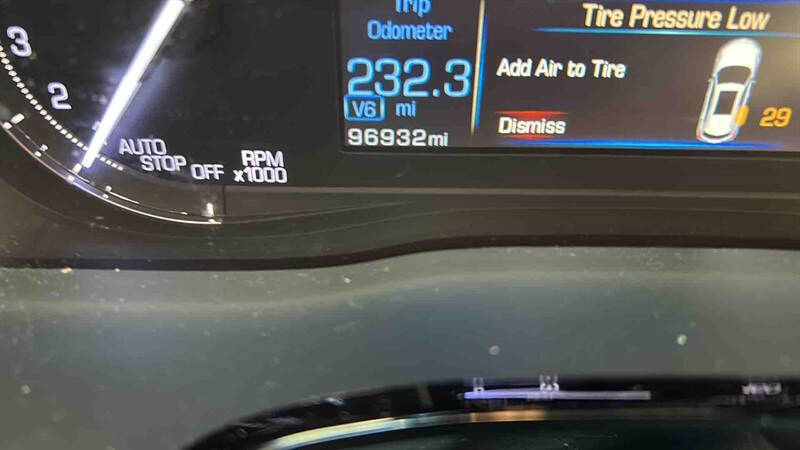 3
2
AUTO
STOP
OFF
RPM
x1000
Trip
Odometer
232.3
V6 mi
96932mi
Tire Pressure Low
Add Air to Tire
29
Dismiss